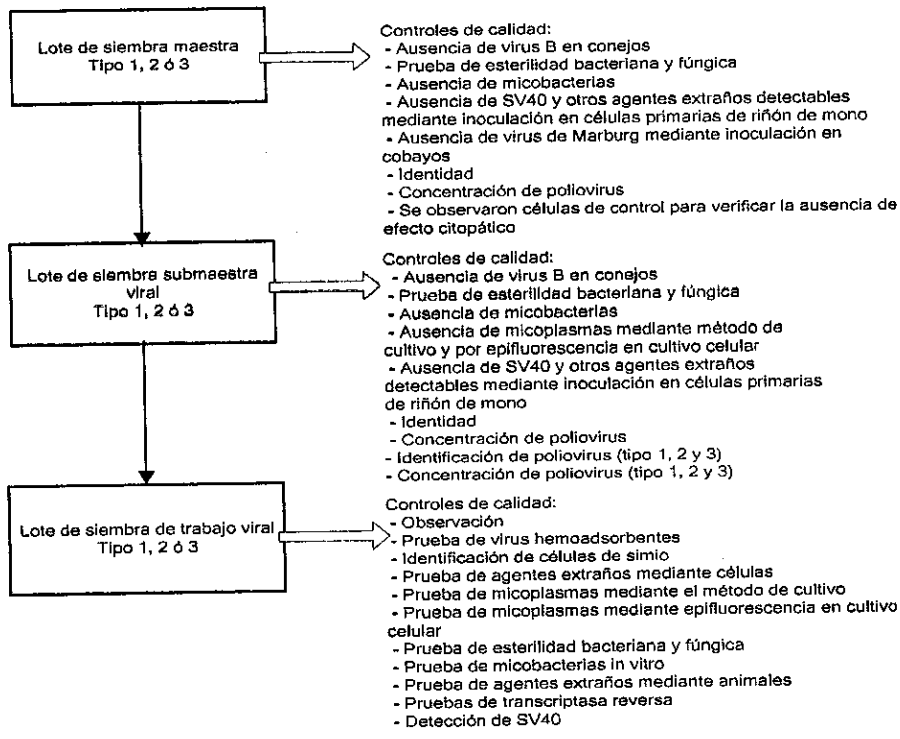 Lote de siembra maestra
Tipo 1, 2 ó 3
Controles de calidad:
- Ausencia de virus B en conejos
- Prueba de esterilidad bacteriana y fúngica
- Ausencia de micobacterias
- Ausencia de SV40 y otros agentes extraños detectables
mediante inoculación en células primarias de riñón de mono
- Ausencia de virus de Marburg mediante inoculación en
cobayos
- Identidad
- Concentración de poliovirus
- Se observaron células de control para verificar la ausencia de
efecto citopático
Lote de siembra submaestra
viral
Tipo 1, 2 ó 3
Controles de calidad:
- Ausencia de virus B en conejos
- Prueba de esterilidad bacteriana y fúngica
- Ausencia de micobacterias
- Ausencia de micoplasmas mediante método de
cultivo y por epifluorescencia en cultivo celular
- Ausencia de SV40 y otros agentes extraños
detectables mediante inoculación en células primarias
de riñón de mono
- Identidad
- Concentración de poliovirus
- Identificación de poliovirus (tipo 1, 2 y 3)
- Concentración de poliovirus (tipo 1, 2 y 3)
Lote de siembra de trabajo viral
Tipo 1, 2 ó 3
Controles de calidad:
- Observación
- Prueba de virus hemoadsorbentes
- Identificación de células de simio
- Prueba de agentes extraños mediante células
- Prueba de micoplasmas mediante el método de cultivo
- Prueba de micoplasmas mediante epifluorescencia en cultivo
celular
- Prueba de esterilidad bacteriana y fúngica
- Prueba de micobacterias in vitro
- Prueba de agentes extraños mediante animales
- Pruebas de transcriptasa reversa
- Detección de SV40